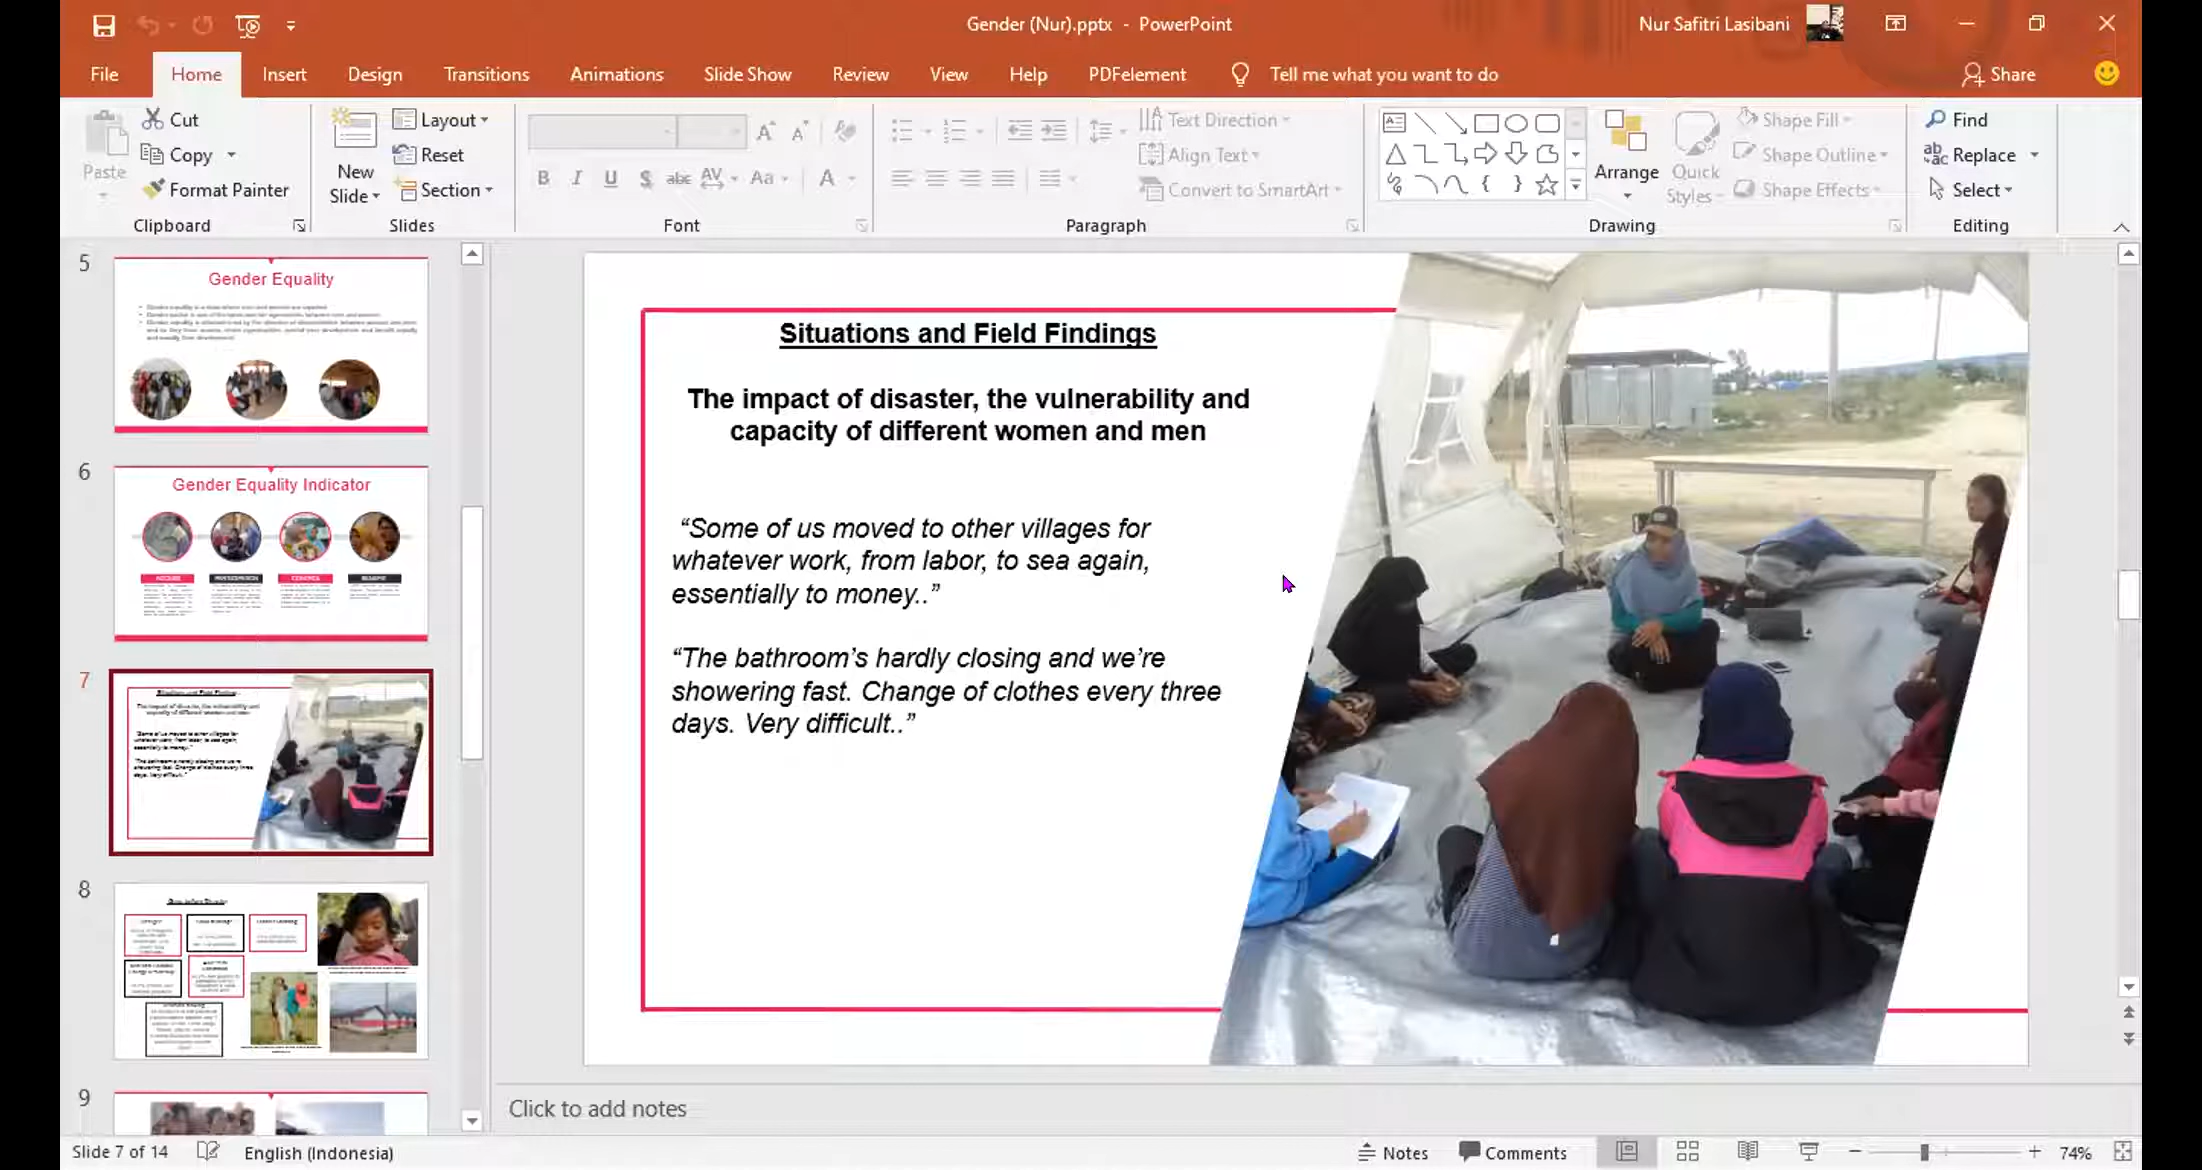 Gender (Nur).pptx - PowerPoint
Nur Safitri Lasibani
File
Home
Insert
Design
Transitions
Animations
Slide Show
Review
View
Help
PDFelement
Tell me what you want to do
Share
Paste
Cut
Copy
Format Painter
Clipboard
New
Slide
Layout
Reset
Section
Slides
Font
Text Direction
Align Text
Convert to SmartArt
Paragraph
Arrange
Quick
Styles
Shape Fill
Shape Outline
Shape Effects
Drawing
Find
Replace
Select
Editing
5
Gender Equality
6
Gender Equality Indicator
7
8
9
Situations and Field Findings
The impact of disaster, the vulnerability and
capacity of different women and men
“Some of us moved to other villages for
whatever work, from labor, to sea again,
essentially to money..”
“The bathroom’s hardly closing and we’re
showering fast. Change of clothes every three
days. Very difficult..”
Click to add notes
Slide 7 of 14
English (Indonesia)
Notes
Comments
74%